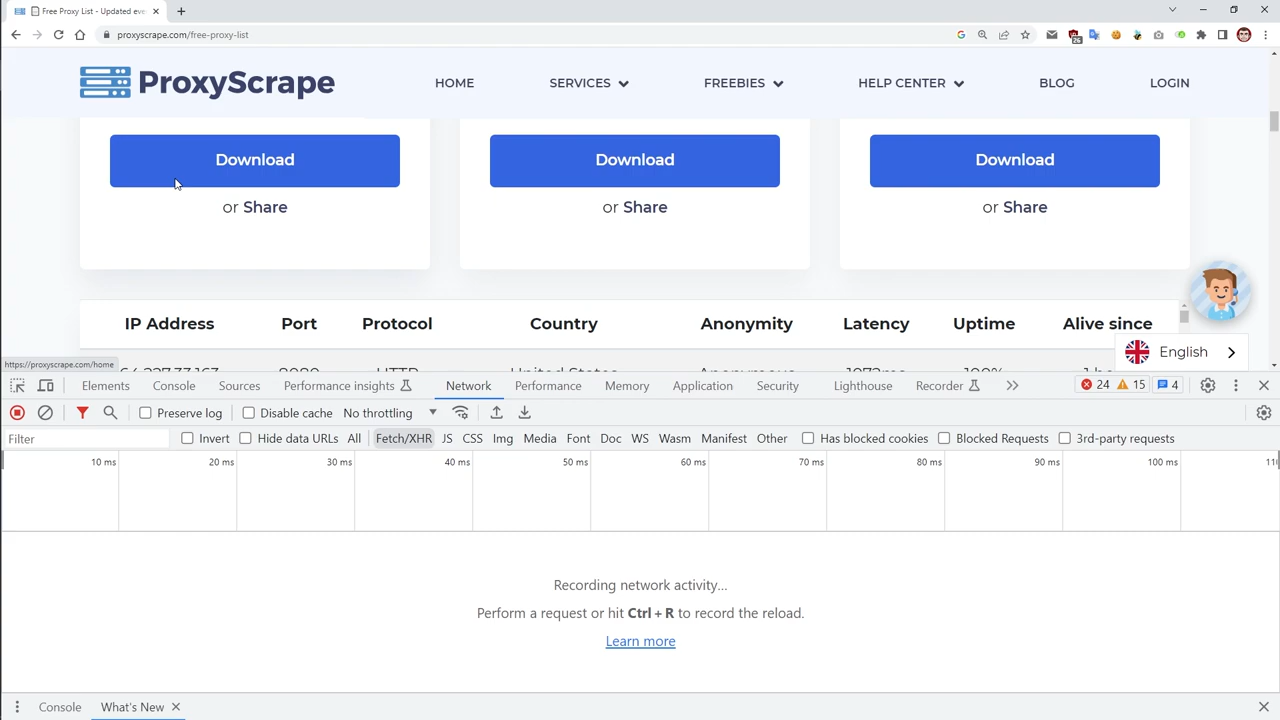 Free Proxy List - Updated eve
proxyscrape.com/free-proxy-list
26
ProxyScrape
HOME
SERVICES
FREEBIES
HELP CENTER
BLOG
LOGIN
Download
Download
Download
or Share
or Share
or Share
IP Address
Port
Protocol
Country
Anonymity
Latency
Uptime
Alive since
English
https://proxyscrape.com/home
Elements
Console
Sources
Performance insights
Network
Performance
Memory
Application
Security
Lighthouse
Recorder
24
15
4
Preserve log
Disable cache
No throttling
Filter
Invert
Hide data URLs
All
Fetch/XHR
JS
CSS
Img
Media
Font
Doc
WS
Wasm
Manifest
Other
Has blocked cookies
Blocked Requests
3rd-party requests
10 ms
20 ms
30 ms
40 ms
50 ms
60 ms
70 ms
80 ms
90 ms
100 ms
Recording network activity...
Perform a request or hit Ctrl + R to record the reload.
Learn more
Console
What's New